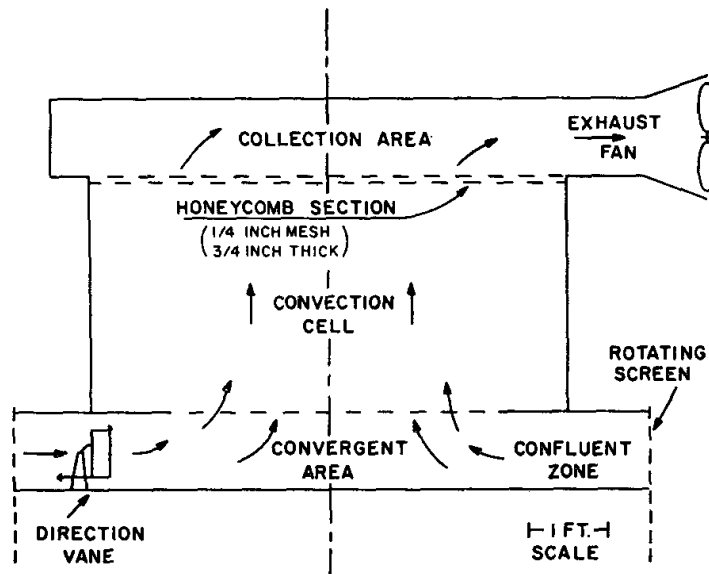 COLLECTION AREA
EXHAUST
FAN
HONEYCOMB SECTION
(1/4 INCH MESH
3/4 INCH THICK)
CONVECTION
CELL
ROTATING
SCREEN
CONVERGENT
AREA
CONFLUENT
ZONE
DIRECTION
VANE
1 FT.
SCALE